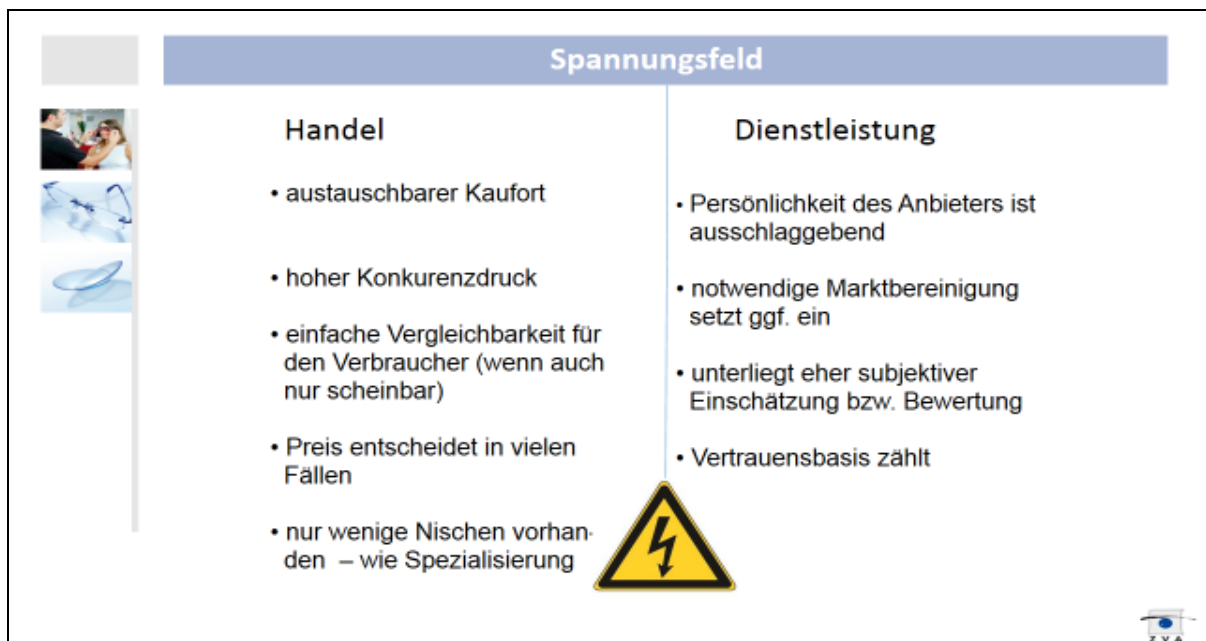 Spannungsfeld
Handel
• austauschbarer Kaufort
• hoher Konkurenzdruck
• einfache Vergleichbarkeit für
den Verbraucher (wenn auch
nur scheinbar)
• Preis entscheidet in vielen
Fällen
• nur wenige Nischen vorhan-
den – wie Spezialisierung
Dienstleistung
• Persönlichkeit des Anbieters ist
ausschlaggebend
• notwendige Marktbereinigung
setzt ggf. ein
• unterliegt eher subjektiver
Einschätzung bzw. Bewertung
• Vertrauensbasis zählt
Z V A